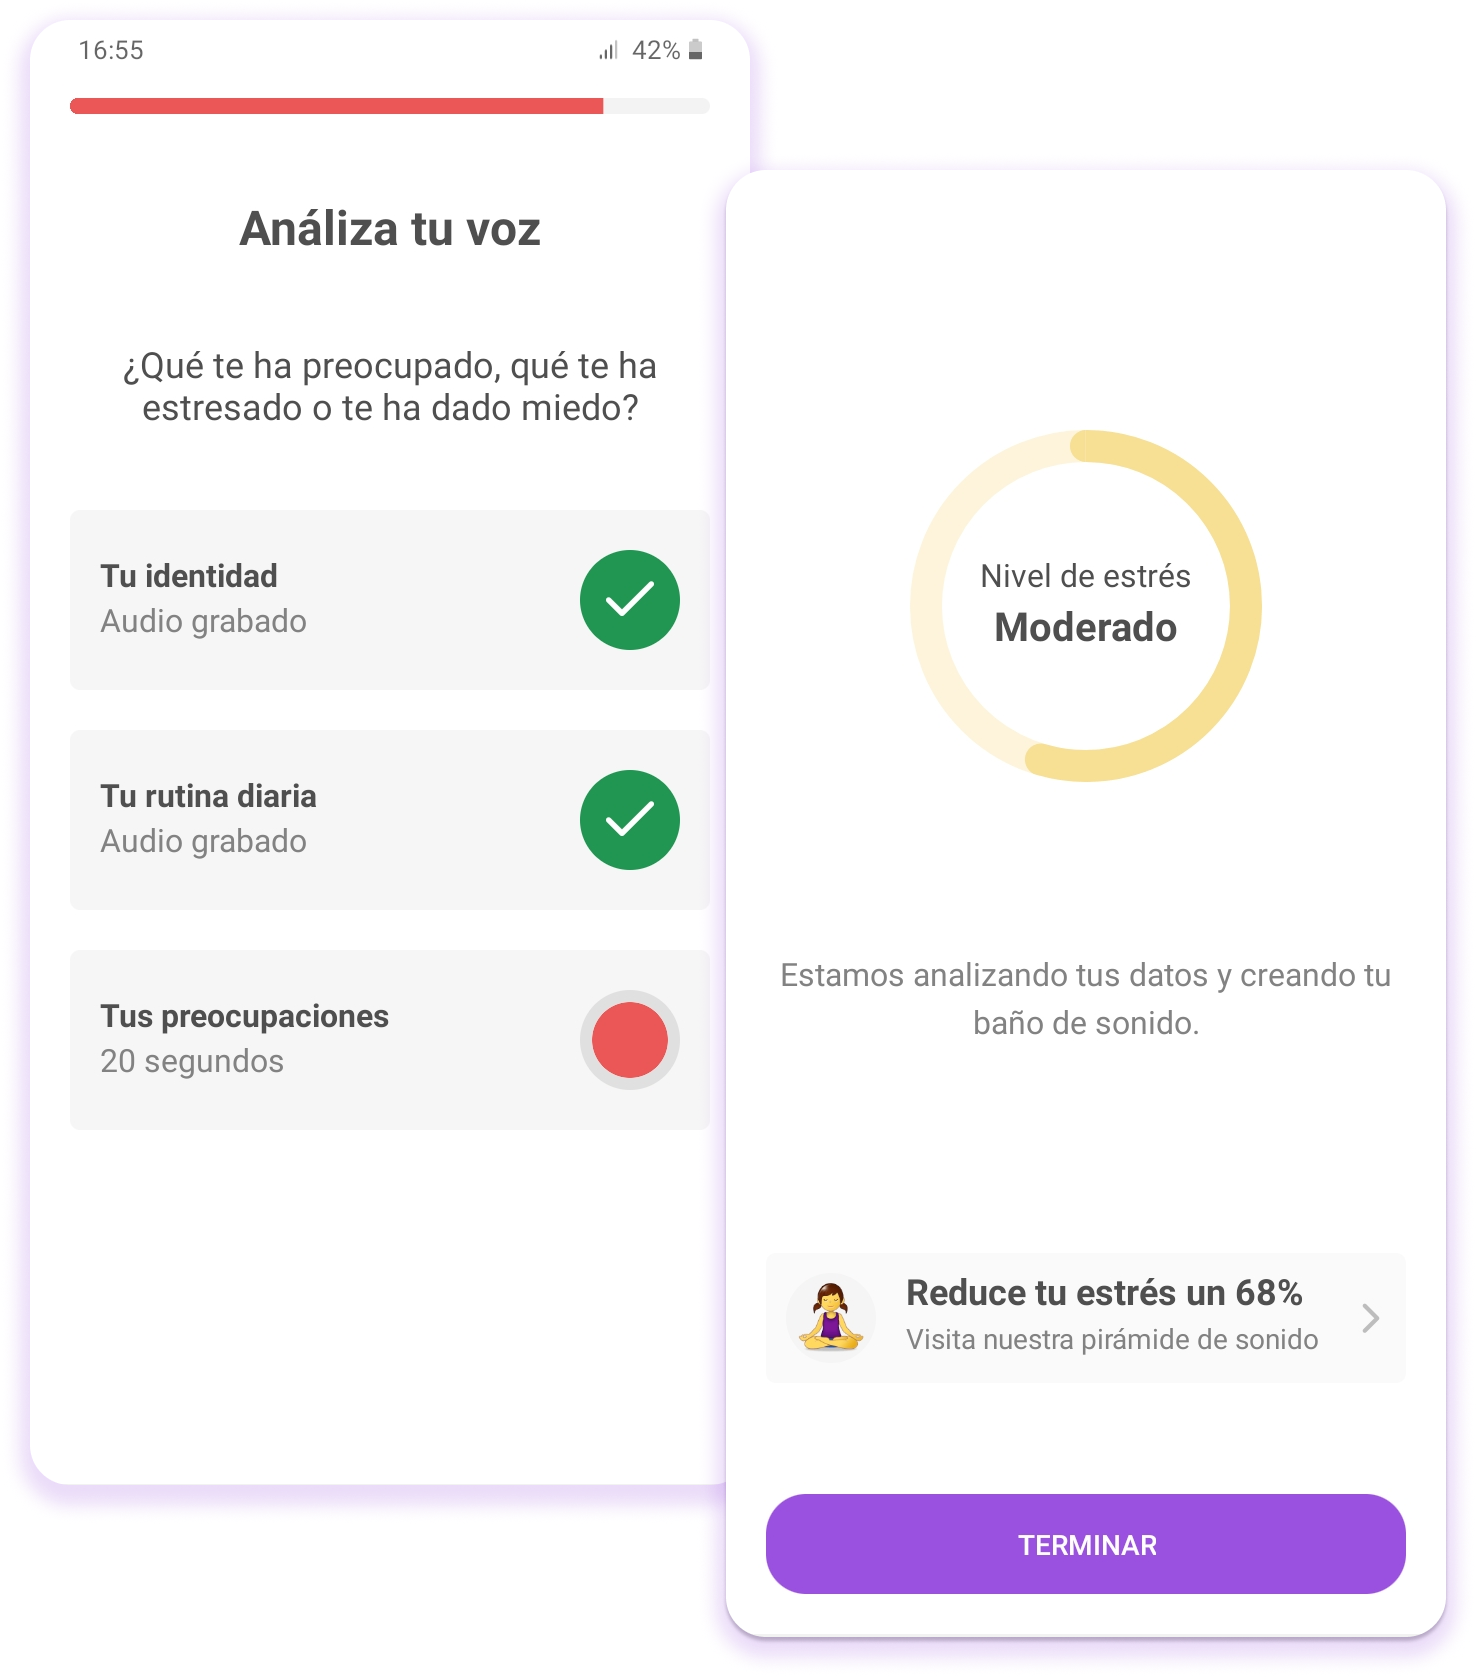 16:55
42%
Análiza tu voz
¿Qué te ha preocupado, qué te ha
estresado o te ha dado miedo?
Tu identidad
Audio grabado
Tu rutina diaria
Audio grabado
Tus preocupaciones
20 segundos
Nivel de estrés
Moderado
Estamos analizando tus datos y creando tu
baño de sonido.
Reduce tu estrés un 68%
Visita nuestra pirámide de sonido
TERMINAR